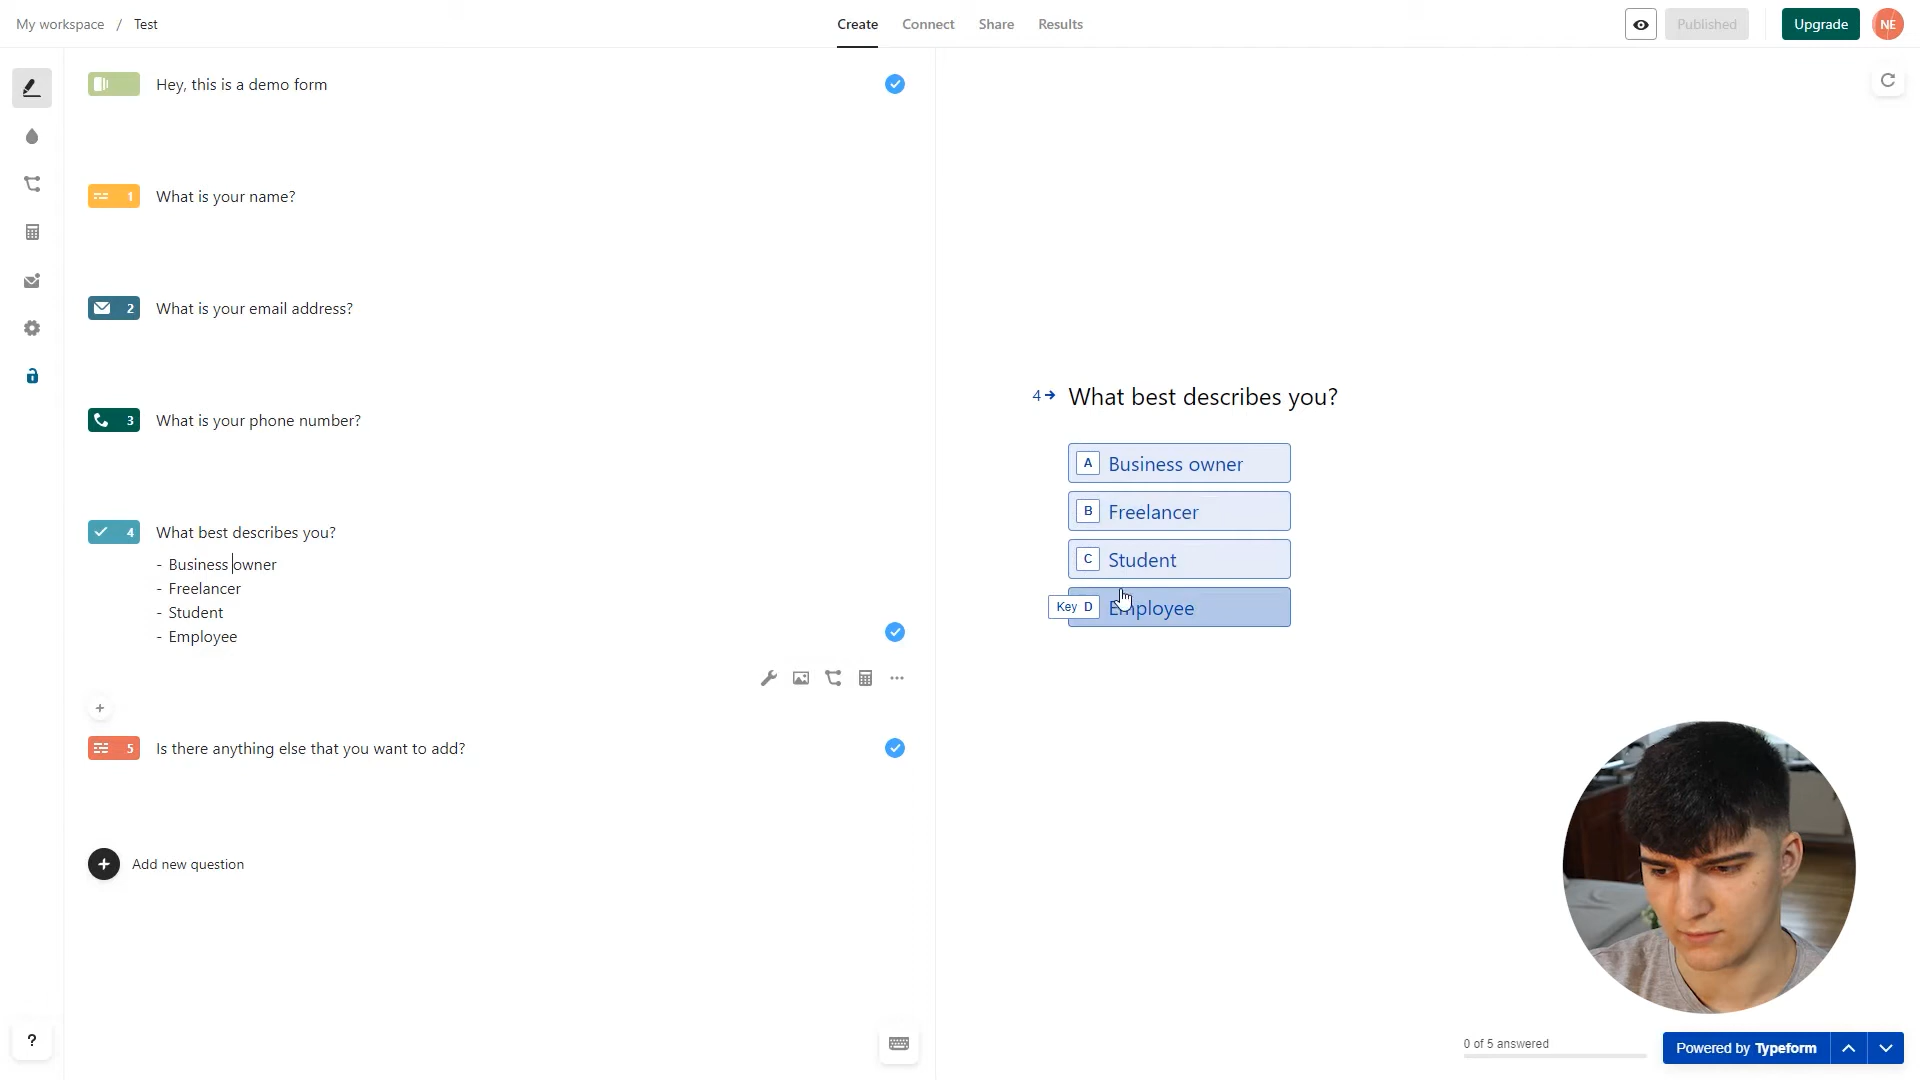 My workspace / Test
Create Connect Share Results
Published
Upgrade
NE
Hey, this is a demo form
1 What is your name?
2 What is your email address?
3 What is your phone number?
4 What best describes you?
- Business owner
- Freelancer
- Student
- Employee
+
5 Is there anything else that you want to add?
+ Add new question
?
4 → What best describes you?
A Business owner
B Freelancer
C Student
Key D Employee
0 of 5 answered
Powered by Typeform